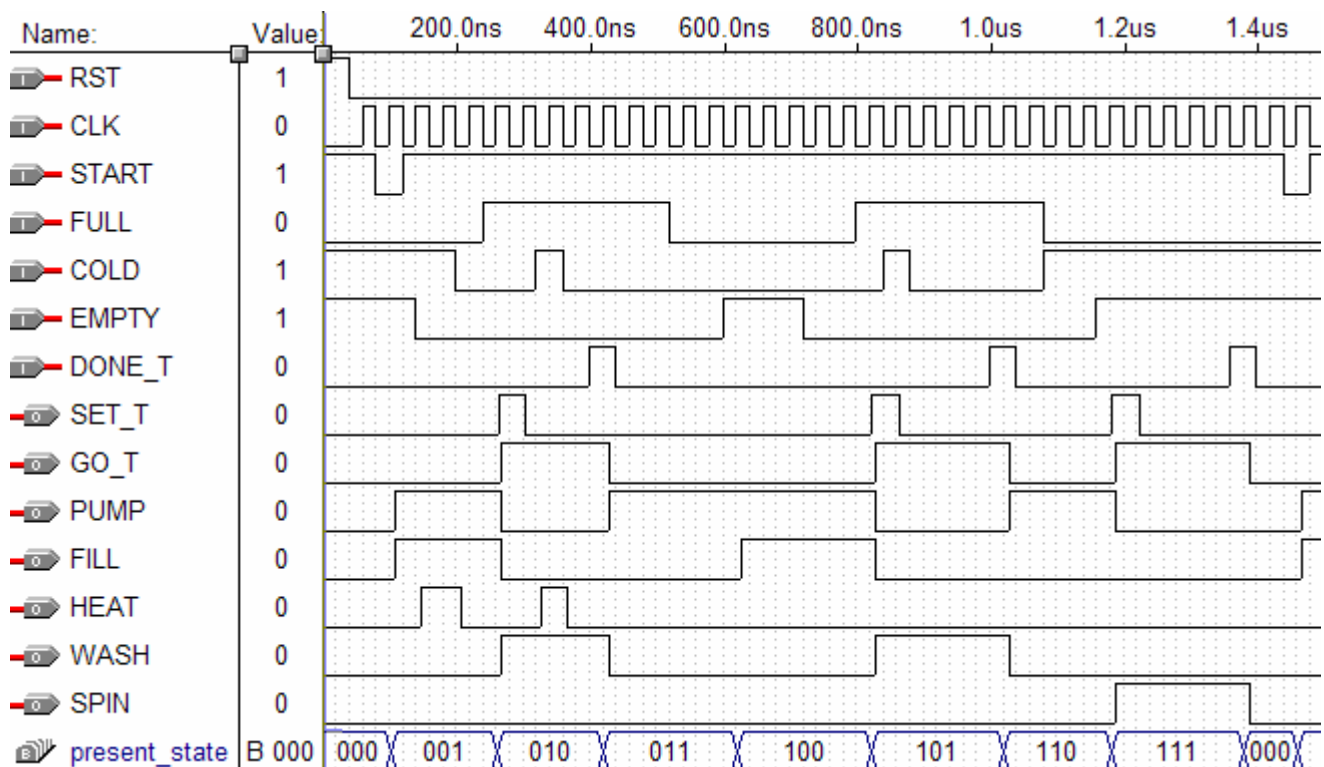 Name: Value: 200.0ns 400.0ns 600.0ns 800.0ns 1.0us 1.2us 1.4us
RST 1
CLK 0
START 1
FULL 0
COLD 1
EMPTY 1
DONE_T 0
SET_T 0
GO_T 0
PUMP 0
FILL 0
HEAT 0
WASH 0
SPIN 0
present_state B 000 000 001 010 011 100 101 110 111 000